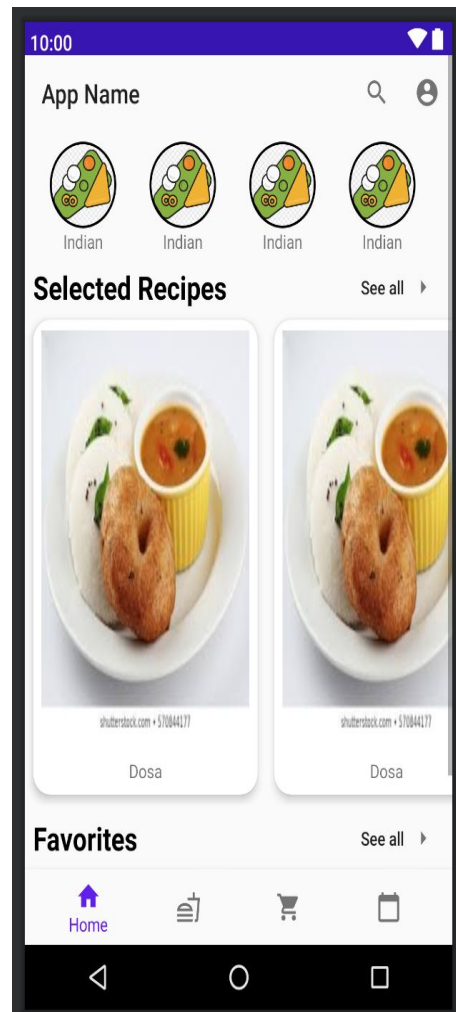 10:00
App Name
Indian Indian Indian Indian
Selected Recipes See all
shutterstock.com • 570844177 shutterstock.com • 570844177
Dosa Dosa
Favorites See all
Home